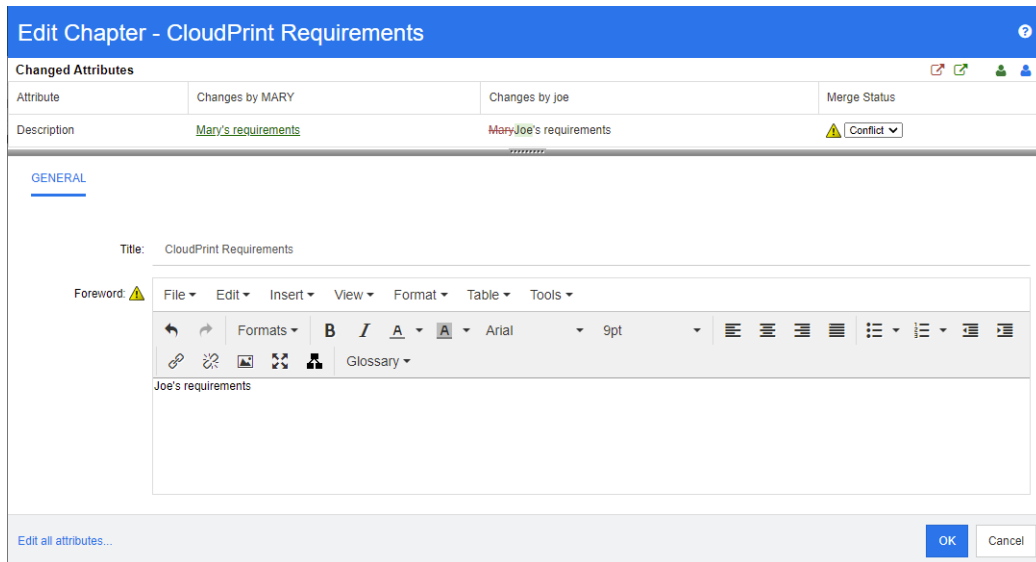 Edit Chapter - CloudPrint Requirements
Changed Attributes
Attribute Changes by MARY Changes by joe Merge Status
Description Mary's requirements MaryJoe's requirements Conflict
GENERAL
Title: CloudPrint Requirements
Foreword: File Edit Insert View Format Table Tools
Formats B I A A Arial 9pt
Glossary
Joe's requirements
Edit all attributes... OK Cancel